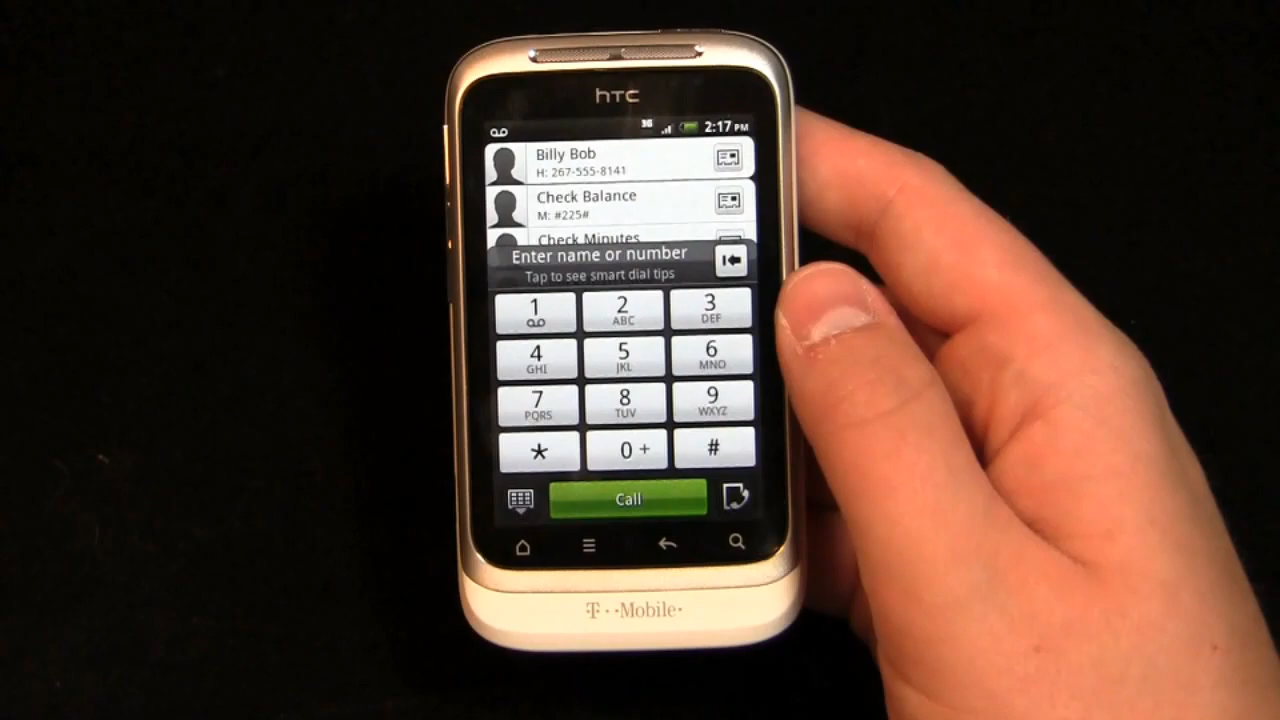 hTC
3G 2:17 PM
Billy Bob
H: 267-555-8141
Check Balance
M: #225#
Check Minutes
Enter name or number
Tap to see smart dial tips
1 2 ABC 3 DEF
4 GHI 5 JKL 6 MNO
7 PQRS 8 TUV 9 WXYZ
* 0 + #
Call
T··Mobile·